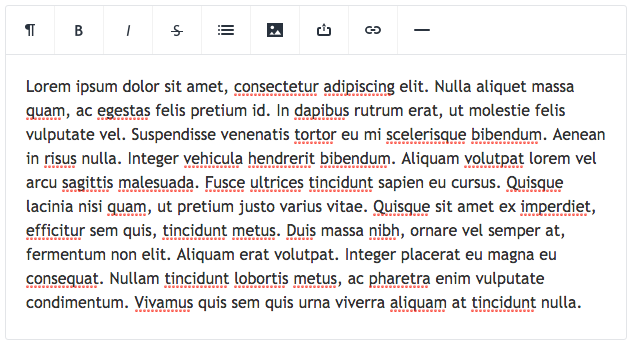 ¶ B I S
Lorem ipsum dolor sit amet, consectetur adipiscing elit. Nulla aliquet massa
quam, ac egestas felis pretium id. In dapibus rutrum erat, ut molestie felis
vulputate vel. Suspendisse venenatis tortor eu mi scelerisque bibendum. Aenean
in risus nulla. Integer vehicula hendrerit bibendum. Aliquam volutpat lorem vel
arcu sagittis malesuada. Fusce ultrices tincidunt sapien eu cursus. Quisque
lacinia nisi quam, ut pretium justo varius vitae. Quisque sit amet ex imperdiet,
efficitur sem quis, tincidunt metus. Duis massa nibh, ornare vel semper at,
fermentum non elit. Aliquam erat volutpat. Integer placerat eu magna eu
consequat. Nullam tincidunt lobortis metus, ac pharetra enim vulputate
condimentum. Vivamus quis sem quis urna viverra aliquam at tincidunt nulla.